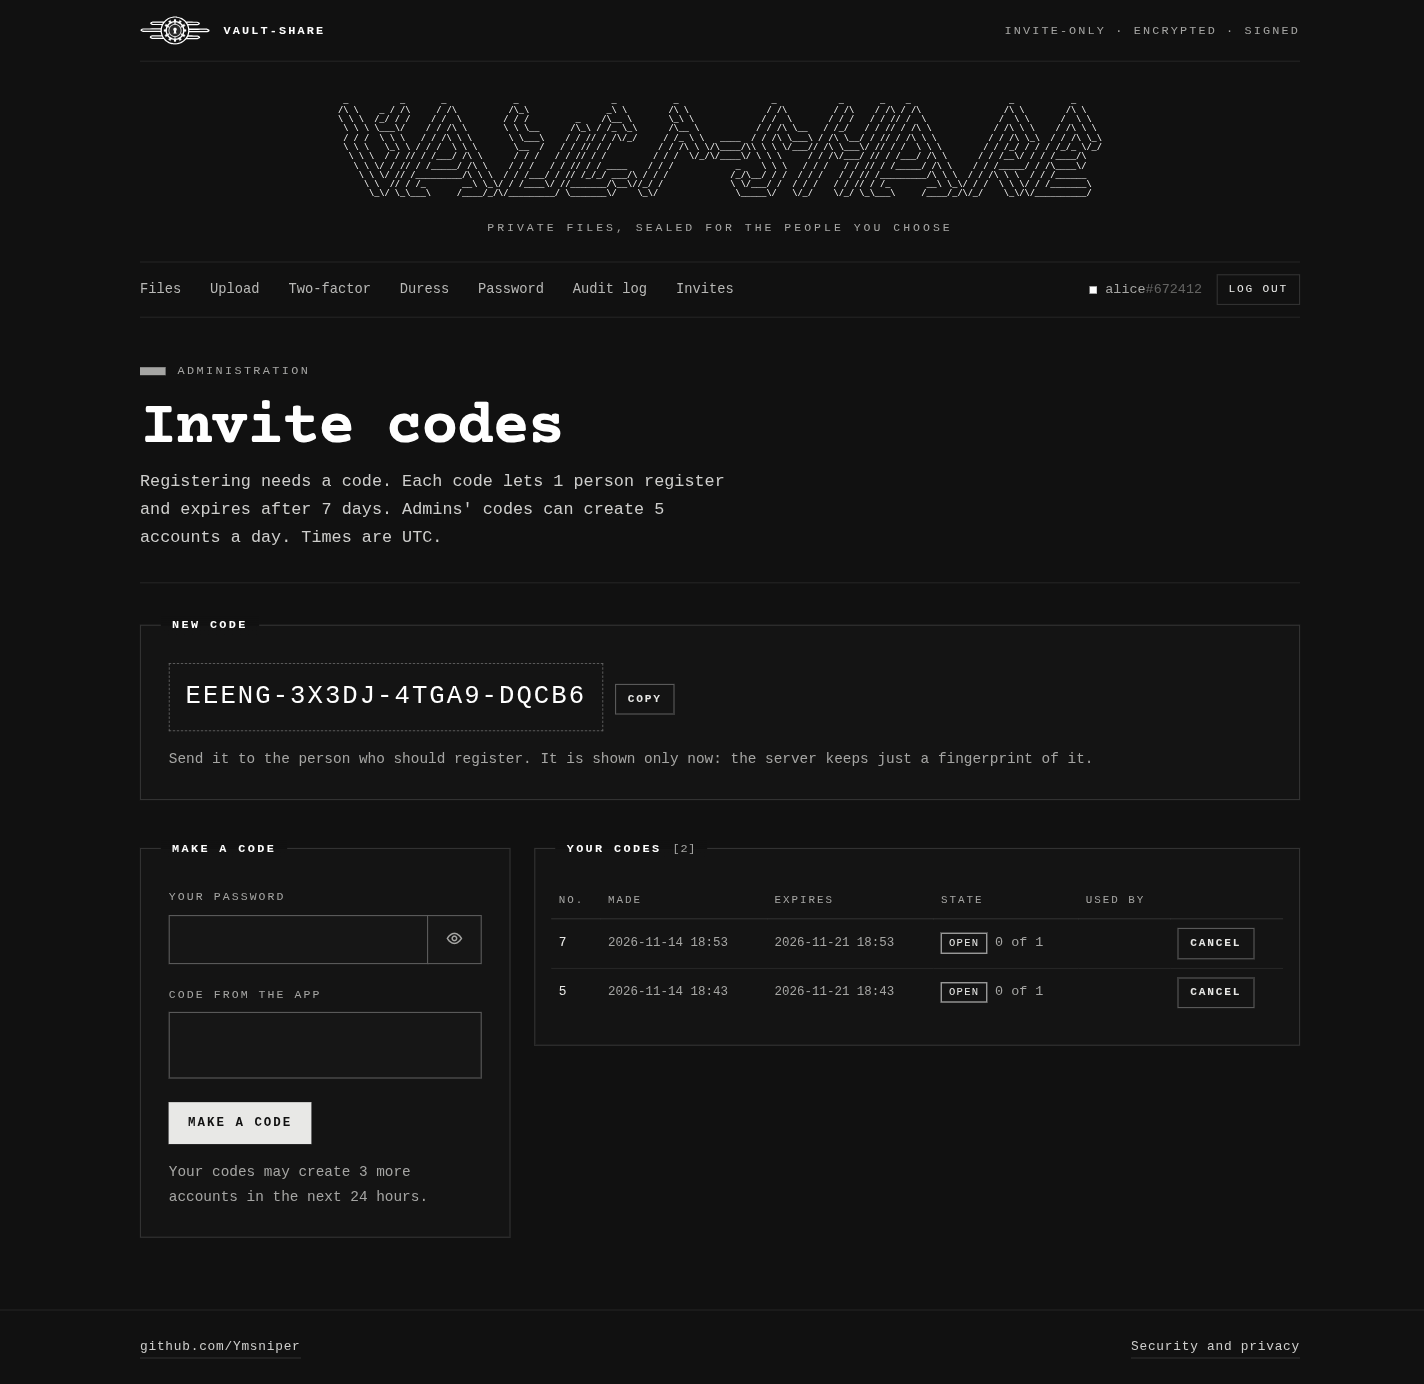 VAULT-SHARE
INVITE-ONLY · ENCRYPTED · SIGNED
PRIVATE FILES, SEALED FOR THE PEOPLE YOU CHOOSE
Files Upload Two-factor Duress Password Audit log Invites
alice#672412 LOG OUT
ADMINISTRATION
Invite codes
Registering needs a code. Each code lets 1 person register
and expires after 7 days. Admins' codes can create 5
accounts a day. Times are UTC.
NEW CODE
EEENG-3X3DJ-4TGA9-DQCB6 COPY
Send it to the person who should register. It is shown only now: the server keeps just a fingerprint of it.
MAKE A CODE
YOUR PASSWORD
CODE FROM THE APP
MAKE A CODE
Your codes may create 3 more
accounts in the next 24 hours.
YOUR CODES [2]
NO. MADE EXPIRES STATE USED BY
7 2026-11-14 18:53 2026-11-21 18:53 OPEN 0 of 1 CANCEL
5 2026-11-14 18:43 2026-11-21 18:43 OPEN 0 of 1 CANCEL
github.com/Ymsniper
Security and privacy